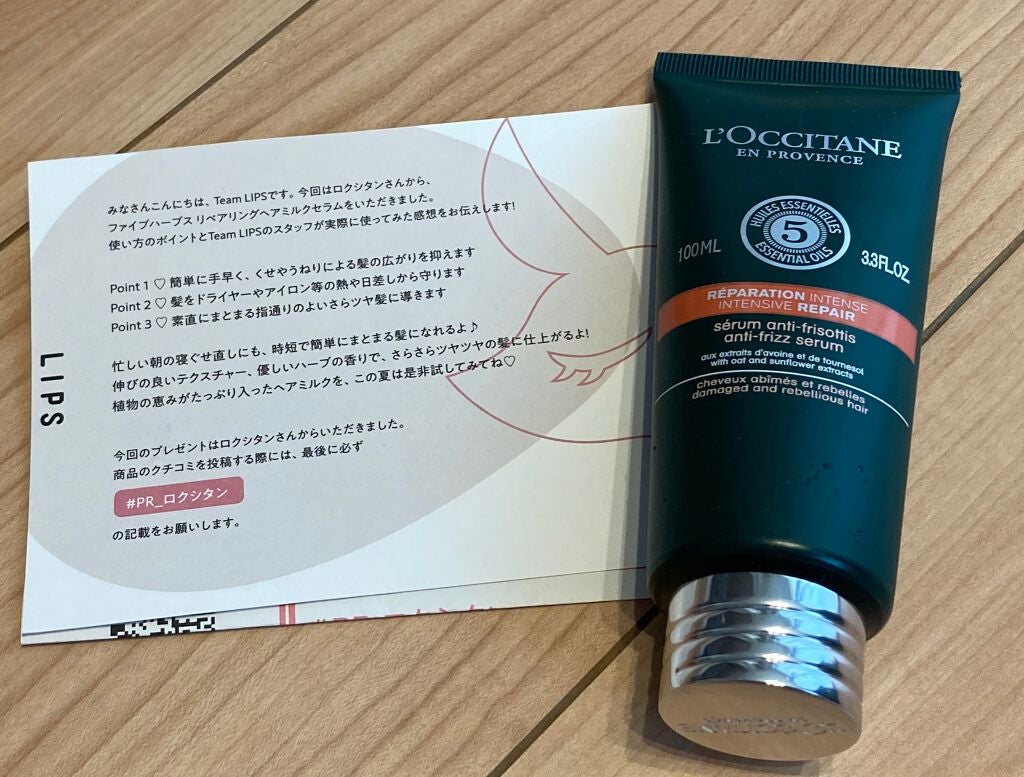 みなさんこんにちは、Team LIPSです。今回はロクシタンさんから、
ファイブハーブス リペアリングヘアミルクセラムをいただきました。
使い方のポイントとTeam LIPSのスタッフが実際に使ってみた感想をお伝えします!
Point 1 ♡ 簡単に手早く、くせやうねりによる髪の広がりを抑えます
Point 2 ♡ 髪をドライヤーやアイロン等の熱や日差しから守ります
Point 3 ♡ 素直にまとまる指通りのよいさらツヤ髪に導きます
忙しい朝の寝ぐせ直しにも、時短で簡単にまとまる髪になれるよ♪
伸びの良いテクスチャー、優しいハーブの香りで、さらさらツヤツヤの髪に仕上がるよ!
植物の恵みがたっぷり入ったヘアミルクを、この夏は是非試してみてね♡
今回のプレゼントはロクシタンさんからいただきました。
商品のクチコミを投稿する際には、最後に必ず
#PR_ロクシタン
の記載をお願いします。
LIPS
L'OCCITANE
EN PROVENCE
HUILES ESSENTIELLES
5
ESSENTIAL OILS
100ML
3.3FL.OZ
RÉPARATION INTENSE
INTENSIVE REPAIR
sérum anti-frisottis
anti-frizz serum
aux extraits d'avoine et de tournesol
with oat and sunflower extracts
cheveux abîmés et rebelles
damaged and rebellious hair